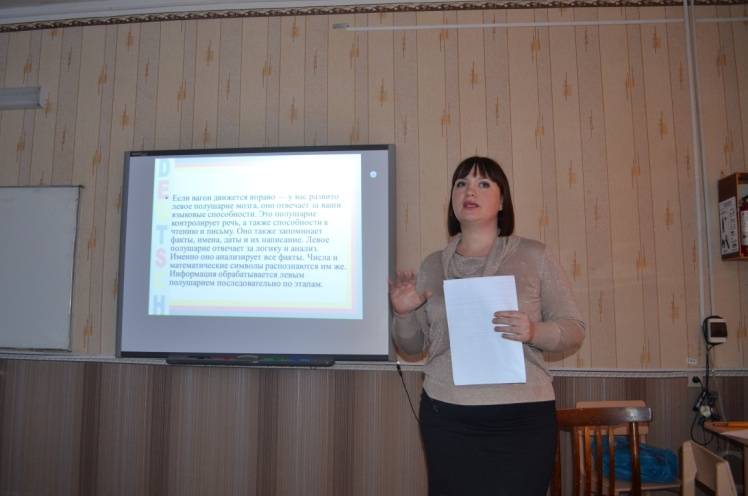 DEUTSCH
Если вагон движется вправо – у вас развито
левое полушарие мозга, оно отвечает за ваши
языковые способности. Это полушарие
контролирует речь, а также способности к
чтению и письму. Оно также запоминает
факты, имена, даты и их написание. Левое
полушарие отвечает за логику и анализ.
Именно оно анализирует все факты. Числа и
математические символы распознаются им же.
Информация обрабатывается левым
полушарием последовательно по этапам.